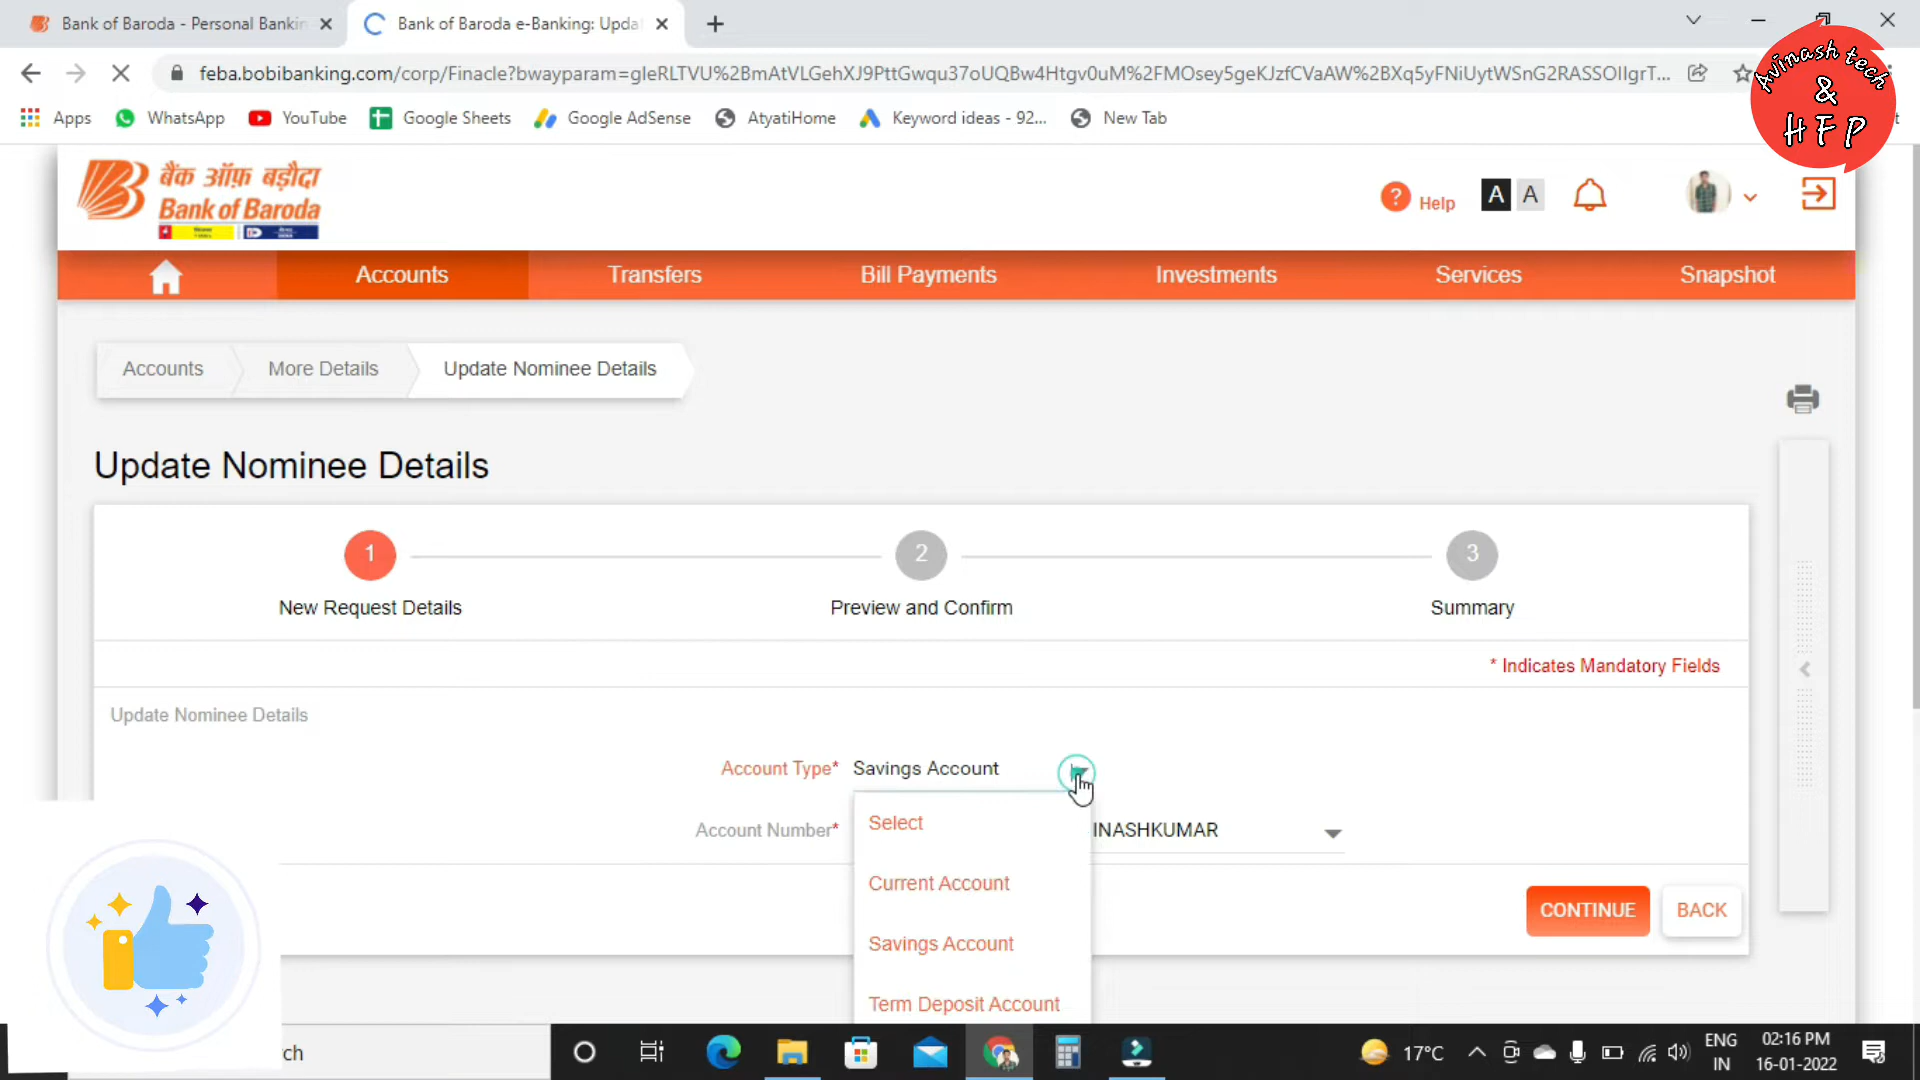 Bank of Baroda - Personal Bankin
Bank of Baroda e-Banking: Upda
feba.bobibanking.com/corp/Finacle?bwayparam=gleRLTVU%2BmAtVLGehXJ9PttGwqu37oUQBw4Htgv0uM%2FMOsey5geKJzfCVaAW%2BXq5yFNiUytWSnG2RASSOIIgrT...
Avinash tech
&
HFP
Apps WhatsApp YouTube Google Sheets Google AdSense AtyatiHome Keyword ideas - 92... New Tab
बैंक ऑफ़ बड़ौदा
Bank of Baroda
? Help A A
Accounts Transfers Bill Payments Investments Services Snapshot
Accounts More Details Update Nominee Details
Update Nominee Details
1 2 3
New Request Details Preview and Confirm Summary
* Indicates Mandatory Fields
Update Nominee Details
Account Type* Savings Account
Select
Account Number* INASHKUMAR
Current Account
CONTINUE BACK
Savings Account
Term Deposit Account
ch
17°C
ENG
IN
02:16 PM
16-01-2022